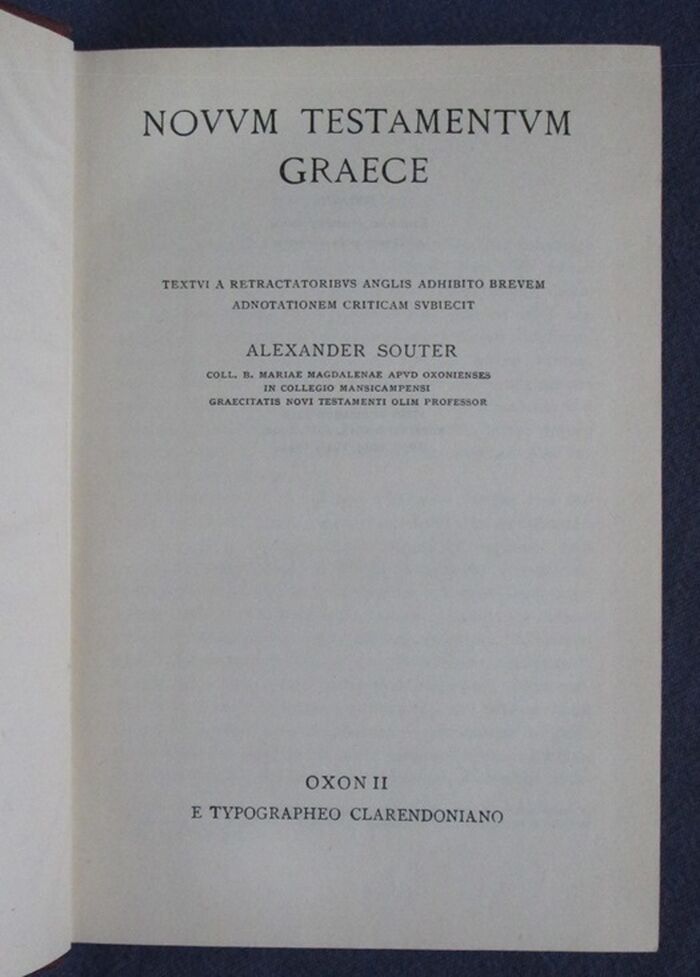 NOVVM TESTAMENTVM
GRAECE
TEXTVI A RETRACTATORIBVS ANGLIS ADHIBITO BREVEM
ADNOTATIONEM CRITICAM SVBIECIT
ALEXANDER SOUTER
COLL. B. MARIAE MAGDALENAE APVD OXONIENSES
IN COLLEGIO MANSICAMPENSI
GRAECITATIS NOVI TESTAMENTI OLIM PROFESSOR
OXONII
E TYPOGRAPHEO CLARENDONIANO